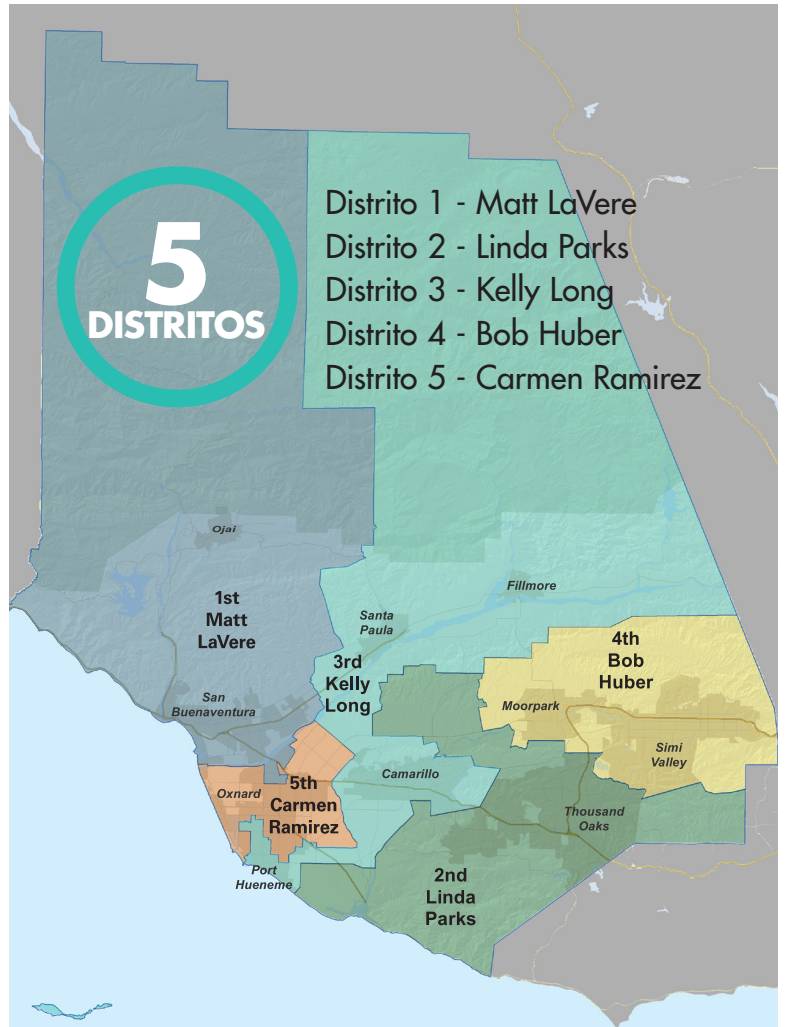 5
DISTRITOS
Distrito 1 - Matt LaVere
Distrito 2 - Linda Parks
Distrito 3 - Kelly Long
Distrito 4 - Bob Huber
Distrito 5 - Carmen Ramirez
Ojai
1st
Matt
LaVere
Fillmore
Santa
Paula
3rd
Kelly
Long
4th
Bob
Huber
San
Buenaventura
Moorpark
Simi
Valley
Camarillo
Oxnard
5th
Carmen
Ramirez
Thousand
Oaks
Port
Hueneme
2nd
Linda
Parks